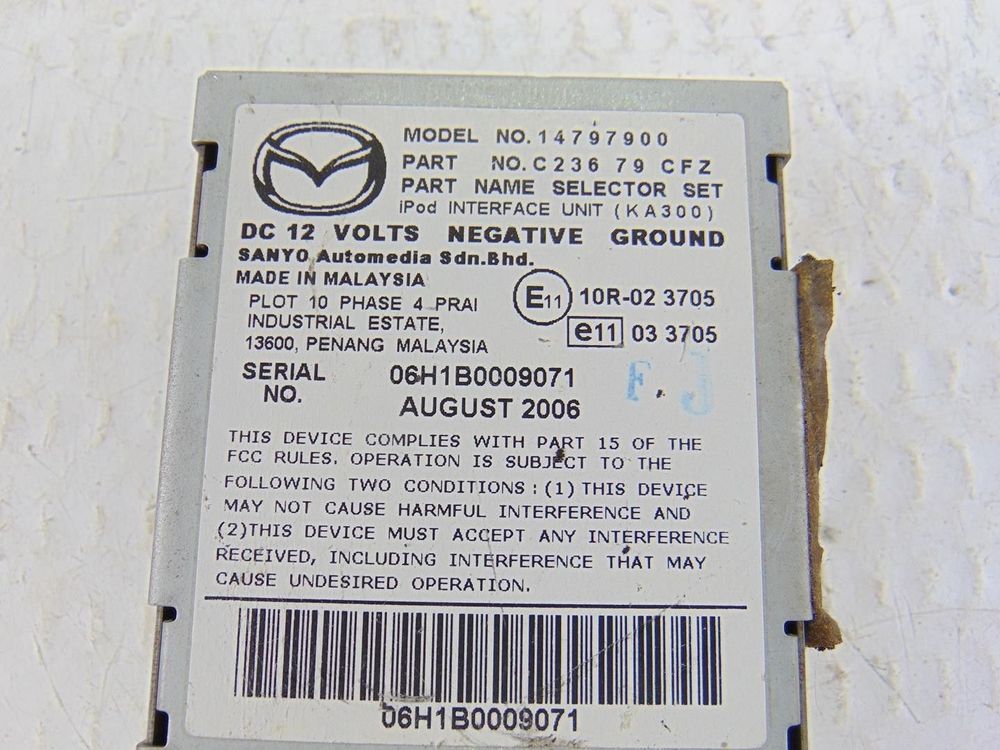 MODEL NO.14797900
PART NO.C236 79 CFZ
PART NAME SELECTOR SET
iPod INTERFACE UNIT (KA300)
DC 12 VOLTS NEGATIVE GROUND
SANYO Automedia Sdn.Bhd.
MADE IN MALAYSIA
PLOT 10 PHASE 4 PRAI
INDUSTRIAL ESTATE,
13600, PENANG MALAYSIA
E11 10R-02 3705
e11 03 3705
SERIAL NO. 06H1B0009071
AUGUST 2006
F. J
THIS DEVICE COMPLIES WITH PART 15 OF THE
FCC RULES. OPERATION IS SUBJECT TO THE
FOLLOWING TWO CONDITIONS : (1) THIS DEVICE
MAY NOT CAUSE HARMFUL INTERFERENCE AND
(2)THIS DEVICE MUST ACCEPT ANY INTERFERENCE
RECEIVED, INCLUDING INTERFERENCE THAT MAY
CAUSE UNDESIRED OPERATION.
06H1B0009071